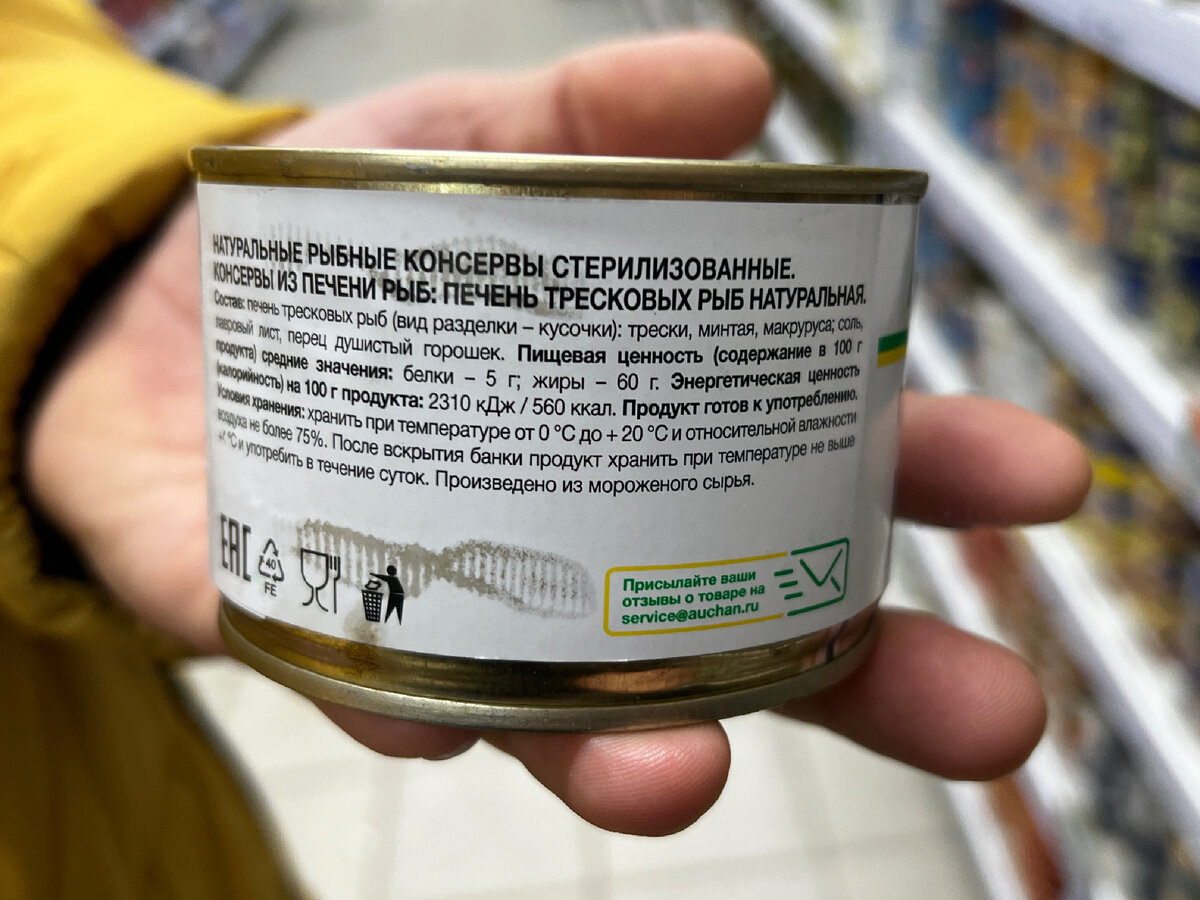 НАТУРАЛЬНЫЕ РЫБНЫЕ КОНСЕРВЫ СТЕРИЛИЗОВАННЫЕ.
КОНСЕРВЫ ИЗ ПЕЧЕНИ РЫБ: ПЕЧЕНЬ ТРЕСКОВЫХ РЫБ НАТУРАЛЬНАЯ.
Состав: печень тресковых рыб (вид разделки – кусочки): трески, минтая, макруруса; соль,
лавровый лист, перец душистый горошек. Пищевая ценность (содержание в 100 г
продукта) средние значения: белки – 5 г; жиры – 60 г. Энергетическая ценность
(калорийность) на 100 г продукта: 2310 кДж / 560 ккал. Продукт готов к употреблению.
Условия хранения: хранить при температуре от 0 °С до + 20 °С и относительной влажности
воздуха не более 75%. После вскрытия банки продукт хранить при температуре не выше
°С и употребить в течение суток. Произведено из мороженого сырья.
EAC
40
FE
Присылайте ваши
отзывы о товаре на
service@auchan.ru